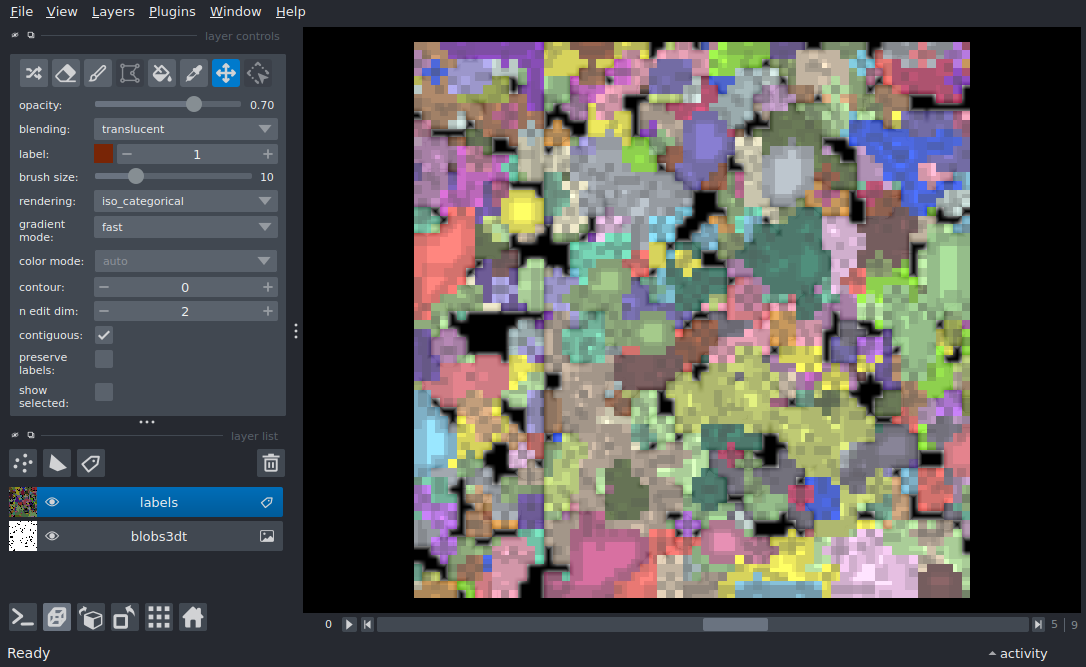 File View Layers Plugins Window Help
layer controls
opacity: 0.70
blending: translucent
label: 1
brush size: 10
rendering: iso_categorical
gradient
mode: fast
color mode: auto
contour: 0
n edit dim: 2
contiguous:
preserve
labels:
show
selected:
layer list
labels
blobs3dt
0 5 | 9
Ready activity